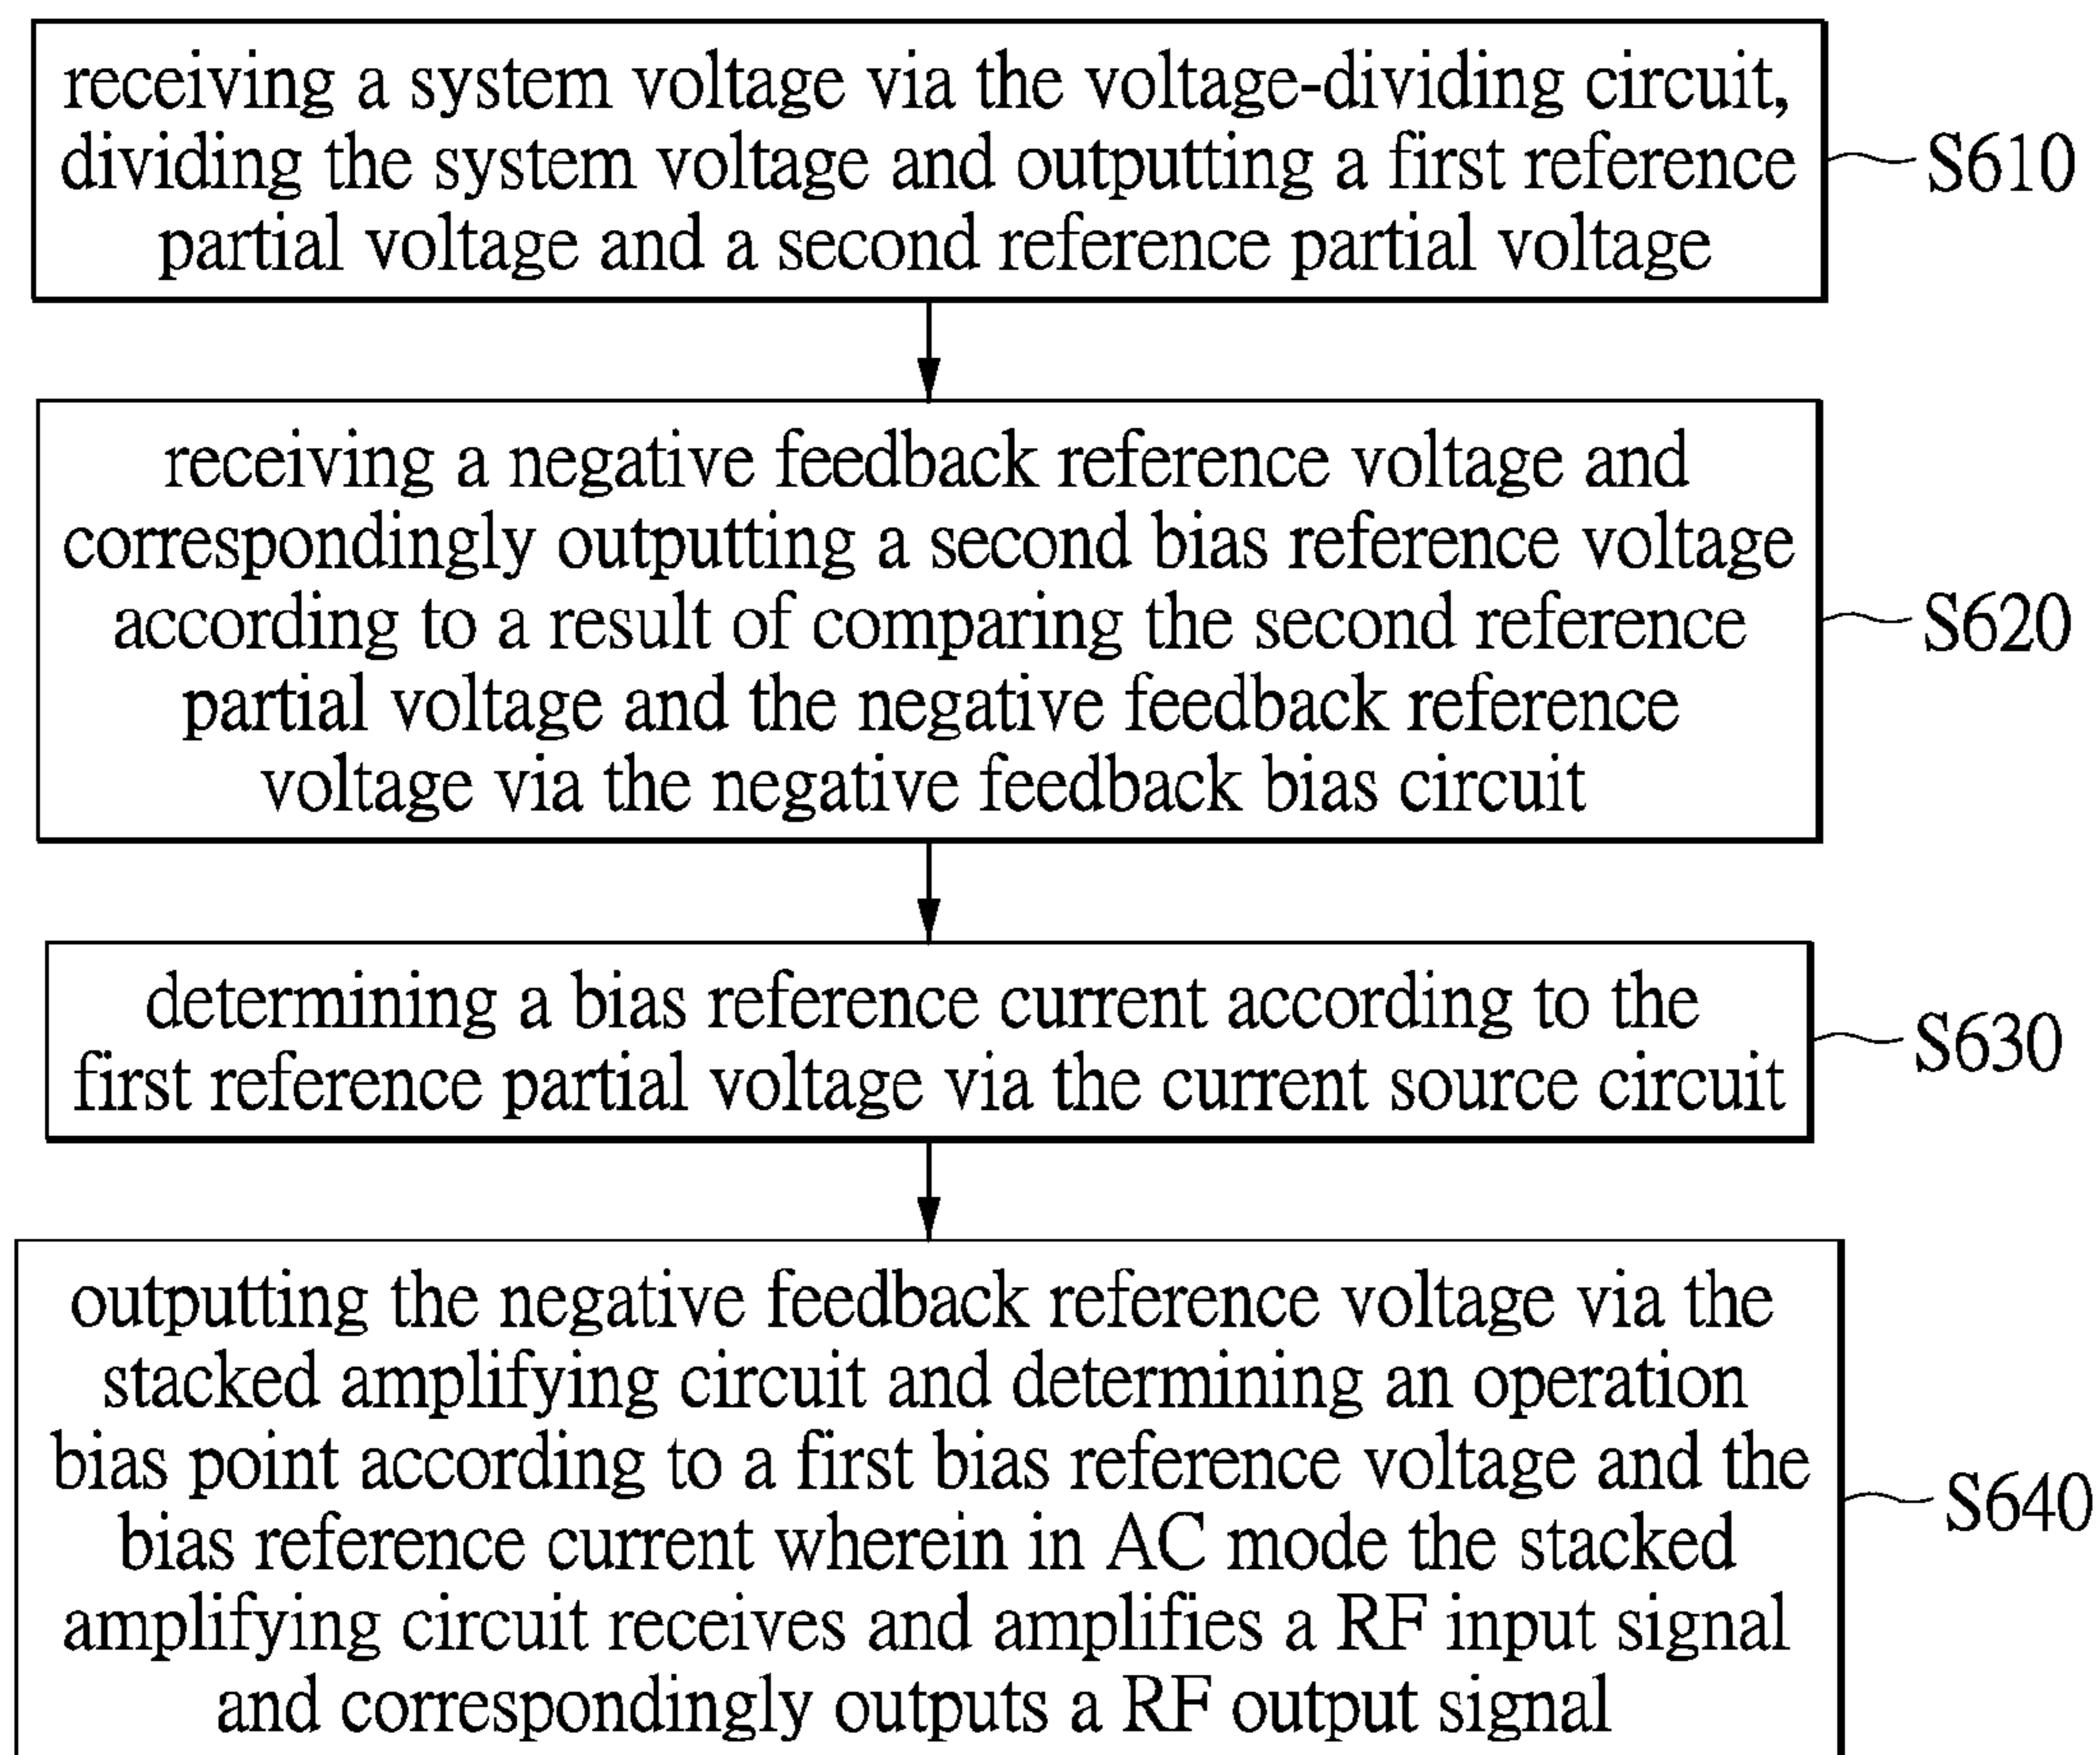 receiving a system voltage via the voltage-dividing circuit,
dividing the system voltage and outputting a first reference
partial voltage and a second reference partial voltage
S610
receiving a negative feedback reference voltage and
correspondingly outputting a second bias reference voltage
according to a result of comparing the second reference
partial voltage and the negative feedback reference
voltage via the negative feedback bias circuit
S620
determining a bias reference current according to the
first reference partial voltage via the current source circuit
S630
outputting the negative feedback reference voltage via the
stacked amplifying circuit and determining an operation
bias point according to a first bias reference voltage and the
bias reference current wherein in AC mode the stacked
amplifying circuit receives and amplifies a RF input signal
and correspondingly outputs a RF output signal
S640